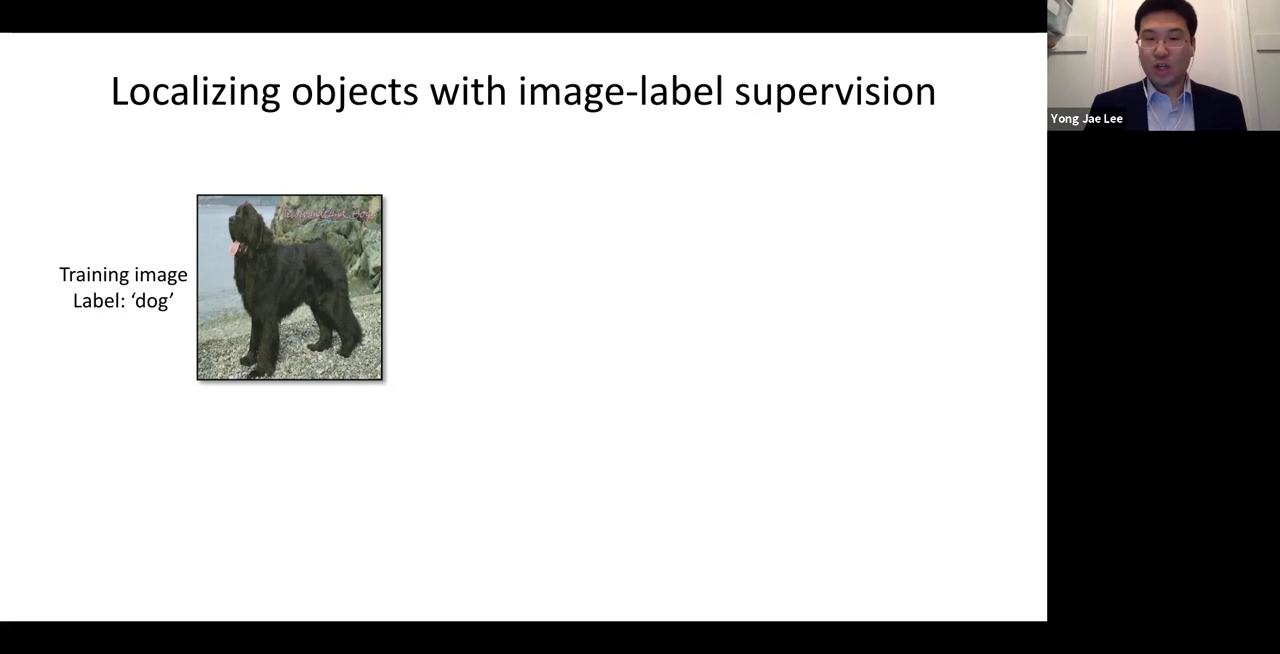 Localizing objects with image-label supervision
Yong Jae Lee
Training image
Label: ‘dog’